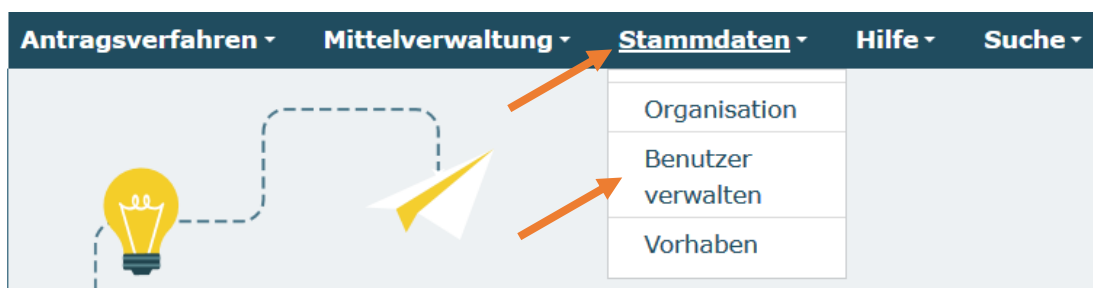 Antragsverfahren Mittelverwaltung Stammdaten Hilfe Suche
Organisation
Benutzer
verwalten
Vorhaben